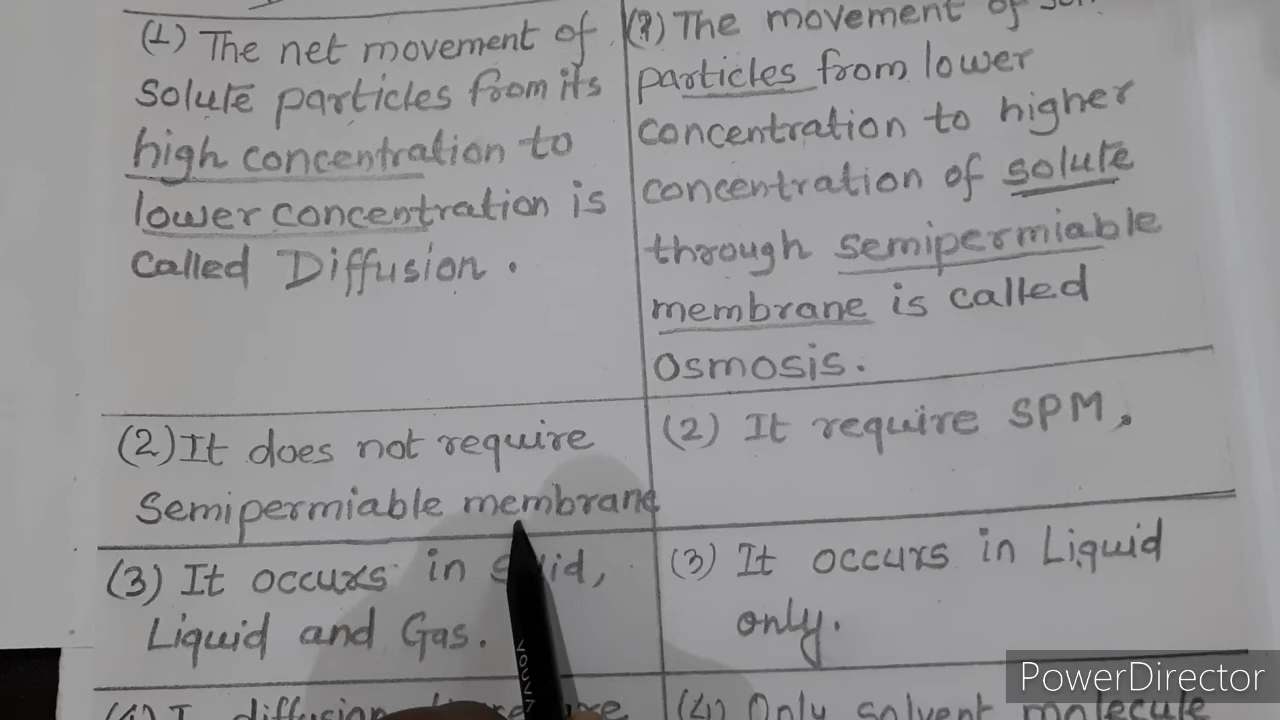 (1) The net movement of
solute particles from its
high concentration to
lower concentration is
called Diffusion.
(2) It does not require
Semipermiable membrane
(3) It occurs in
Liquid and Gas.
diffusion
(1) The movement of
particles from lower
concentration to higher
concentration of solute
through semipermiable
membrane is called
Osmosis.
(2) It require SPM.
(3) It occurs in Liquid
only.
(4) Only solvent molecule
PowerDirector